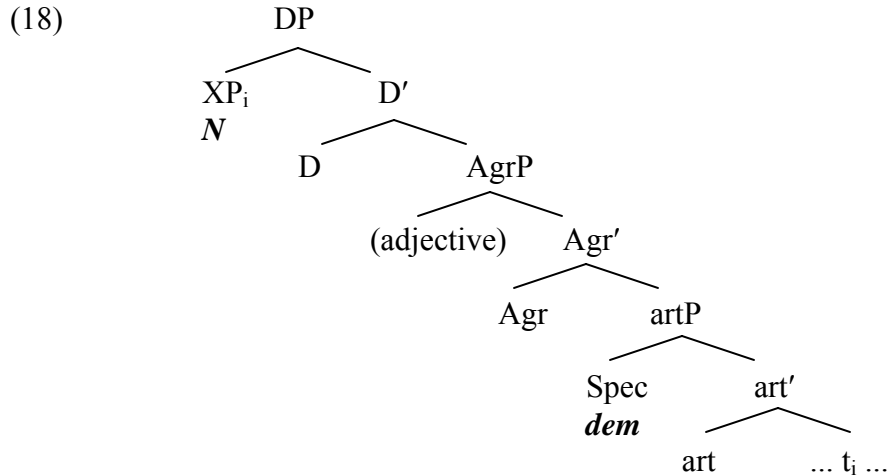 (18) DP
XPᵢ D′
N
D AgrP
(adjective) Agr′
Agr artP
Spec art′
dem
art ... tᵢ ...